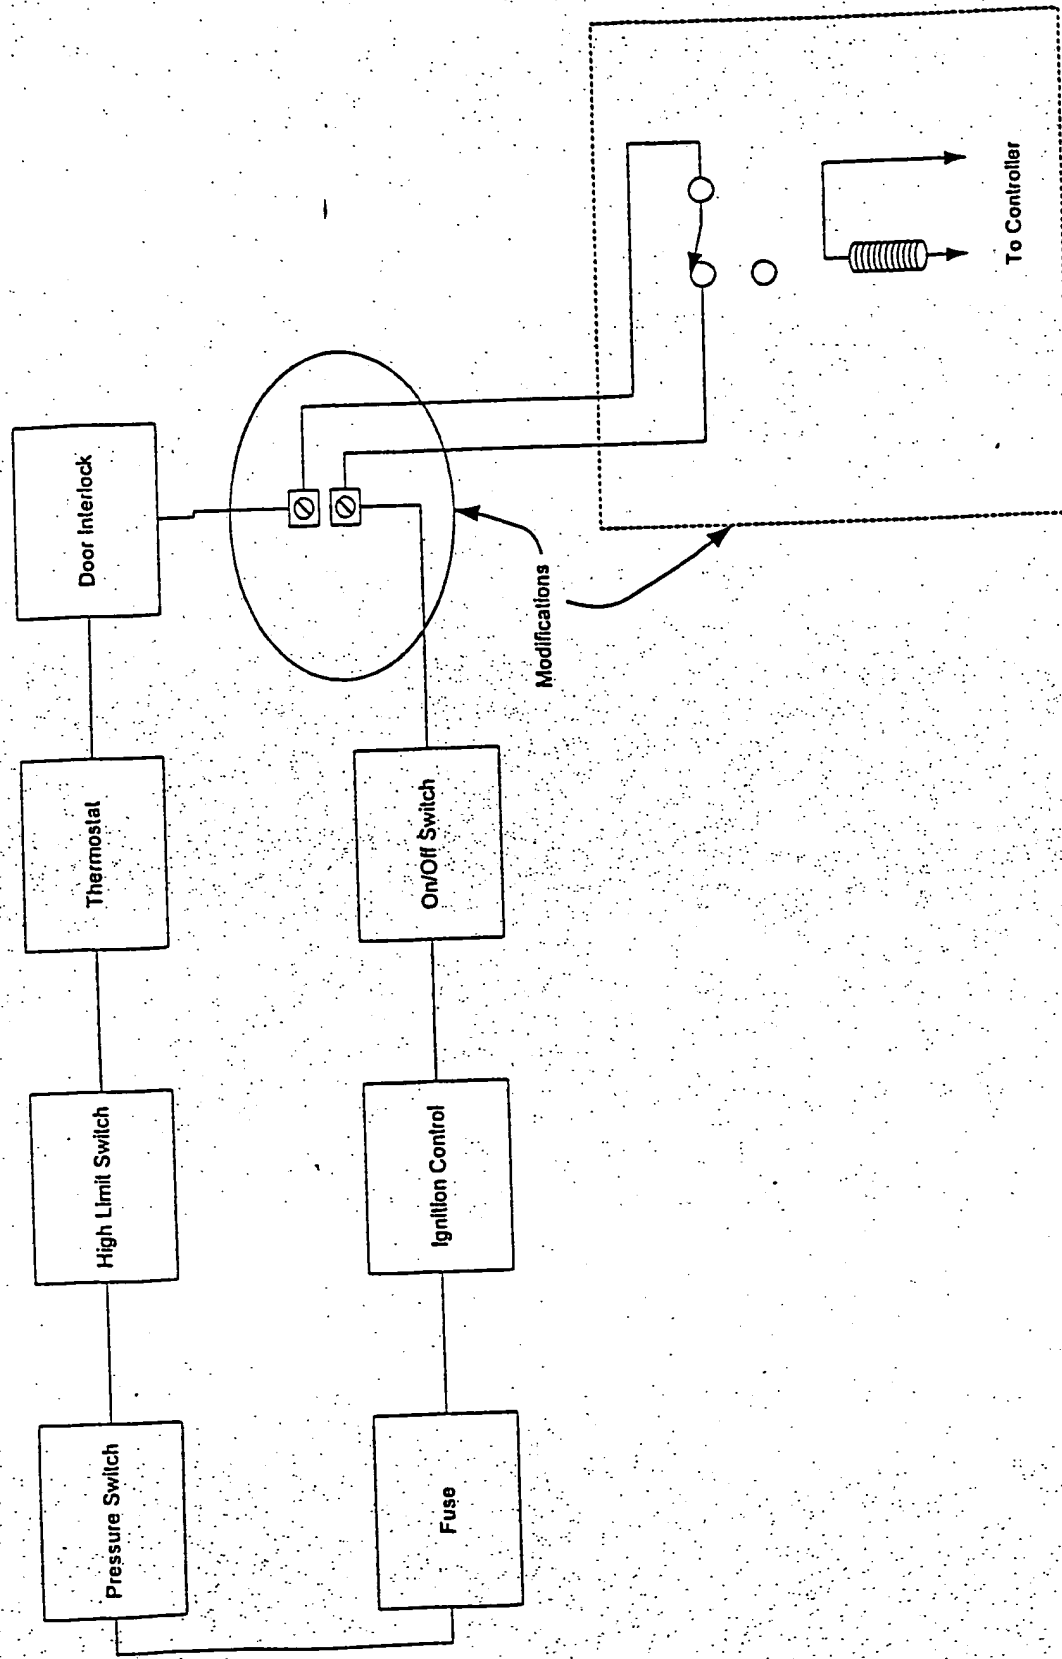 Pressure Switch
High Limit Switch
Thermostat
Door Interlock
Fuse
Ignition Control
On/Off Switch
Modifications
To Controller